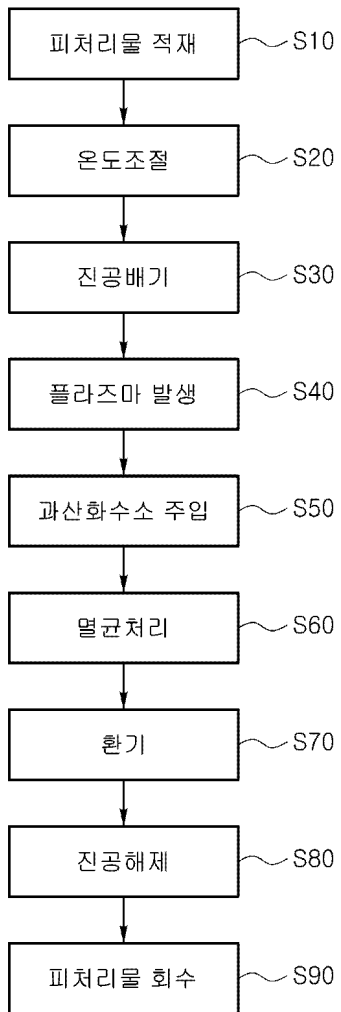 피처리물 적재 S10
온도조절 S20
진공배기 S30
플라즈마 발생 S40
과산화수소 주입 S50
멸균처리 S60
환기 S70
진공해제 S80
피처리물 회수 S90